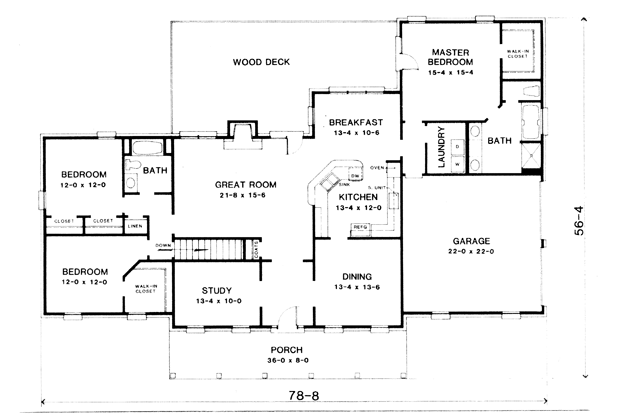 WOOD DECK
MASTER
BEDROOM
15-4 x 15-4
WALK-IN
CLOSET
BREAKFAST
13-4 x 10-6
LAUNDRY
D
W
BATH
S
BEDROOM
12-0 x 12-0
BATH
GREAT ROOM
21-8 x 15-6
OVEN
DW
SINK
S. UNIT
KITCHEN
13-4 x 12-0
REFG
CLOSET
CLOSET
LINEN
DOWN
COATS
GARAGE
22-0 x 22-0
56-4
BEDROOM
12-0 x 12-0
WALK-IN
CLOSET
STUDY
13-4 x 10-0
DINING
13-4 x 13-6
PORCH
36-0 x 8-0
78-8